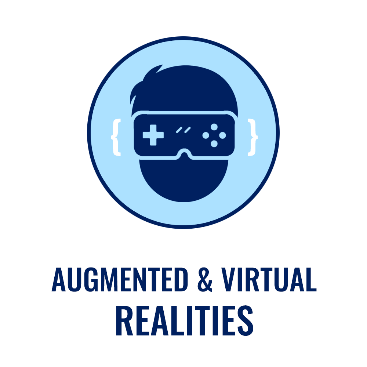 { }
AUGMENTED & VIRTUAL
REALITIES